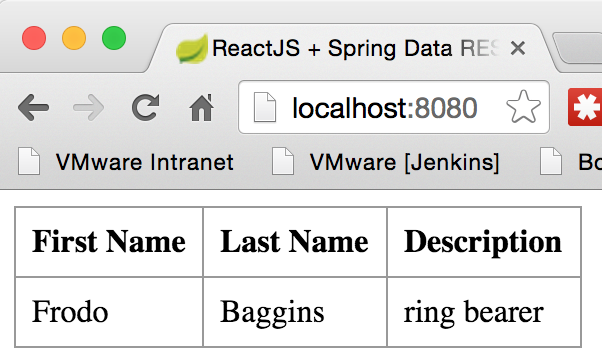 ReactJS + Spring Data RES
localhost:8080
VMware Intranet VMware [Jenkins] Bo
First Name Last Name Description
Frodo Baggins ring bearer